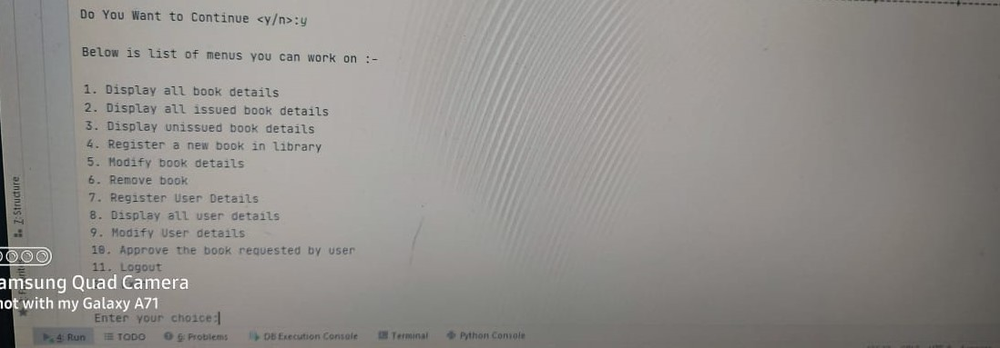 Do You Want to Continue <y/n>:y
Below is list of menus you can work on :-
1. Display all book details
2. Display all issued book details
3. Display unissued book details
4. Register a new book in library
5. Modify book details
6. Remove book
7. Register User Details
8. Display all user details
9. Modify User details
10. Approve the book requested by user
11. Logout
Enter your choice:
7: Structure
amsung Quad Camera
hot with my Galaxy A71
4: Run TODO 6: Problems DB Execution Console Terminal Python Console